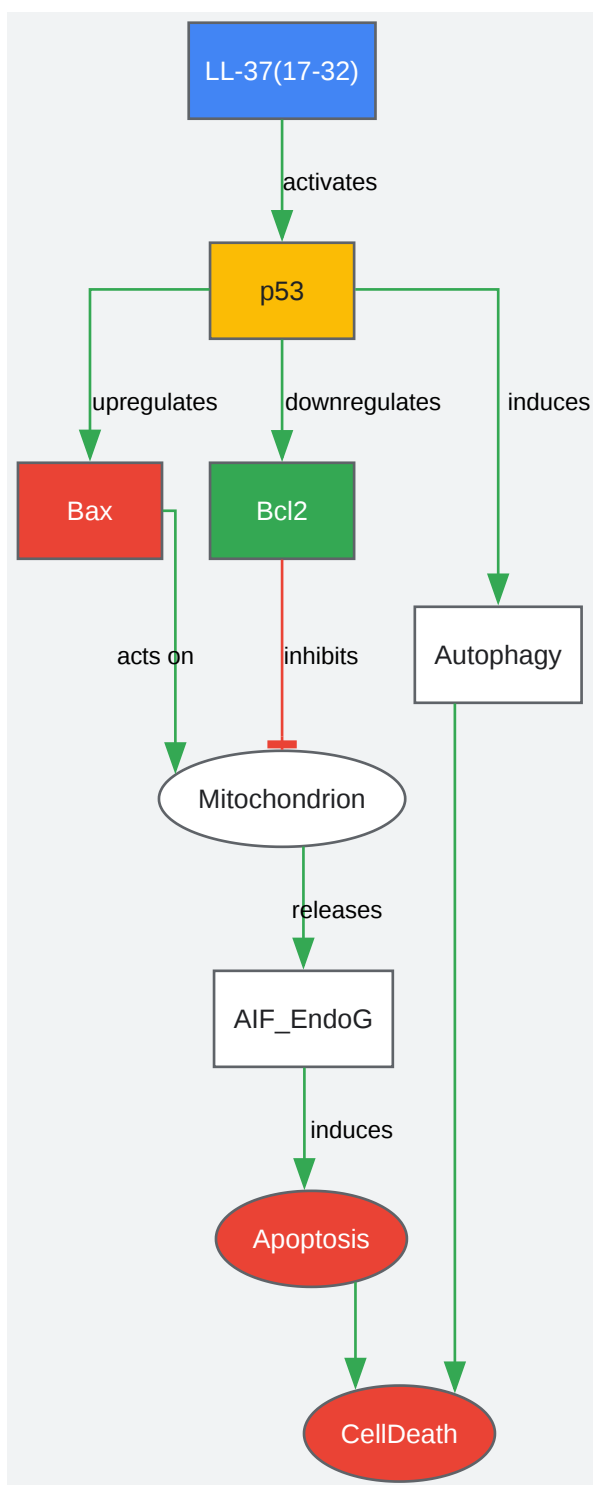 LL-37(17-32)
activates
p53
upregulates
downregulates
induces
Bax
Bcl2
acts on
inhibits
Autophagy
Mitochondrion
releases
AIF_EndoG
induces
Apoptosis
CellDeath